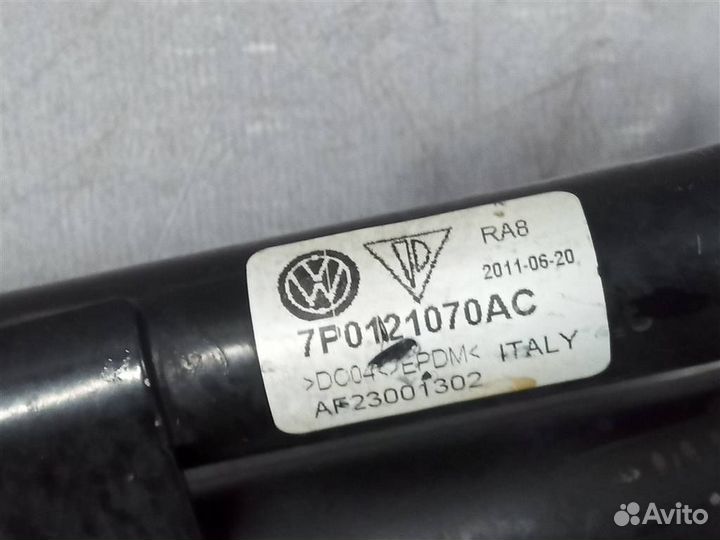 RA8
2011-06-20
7P0121070AC
>DC04<>EPDM< ITALY
AF23001302
Avito